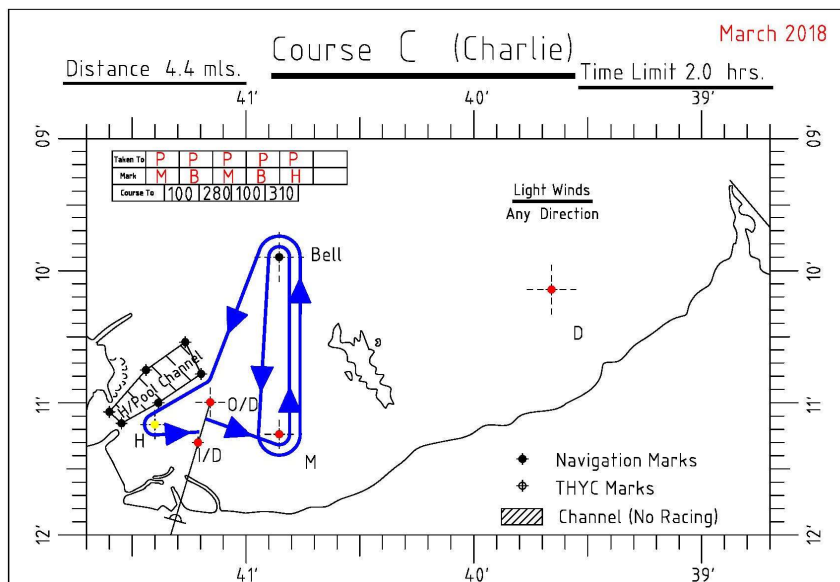 March 2018
Course C (Charlie)
Distance 4.4 mls.
Time Limit 2.0 hrs.
41' 40' 39'
09' 09'
Taken To P P P P P
Mark M B M B H
Course To 100 280 100 310
Light Winds
Any Direction
Bell
10' 10'
D
H/Pool Channel
O/D
11' 11'
H
I/D
M
Navigation Marks
THYC Marks
Channel (No Racing)
12' 12'
41' 40' 39'